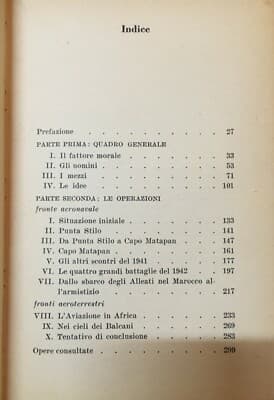 Indice
Prefazione . . . . . . . . . 27
PARTE PRIMA: QUADRO GENERALE
I. Il fattore morale . . . . . . 33
II. Gli uomini . . . . . . . . 53
III. I mezzi . . . . . . . . . 71
IV. Le idee . . . . . . . . . 101
PARTE SECONDA: LE OPERAZIONI
fronte aeronavale
I. Situazione iniziale . . . . . . 133
II. Punta Stilo . . . . . . . . 141
III. Da Punta Stilo a Capo Matapan . . 147
IV. Capo Matapan . . . . . . . 161
V. Gli altri scontri del 1941 . . . . 177
VI. Le quattro grandi battaglie del 1942 . 197
VII. Dallo sbarco degli Alleati nel Marocco al-
l'armistizio . . . . . . . . 217
fronti aeroterrestri
VIII. L'Aviazione in Africa . . . . . 233
IX. Nei cieli dei Balcani . . . . . 269
X. Tentativo di conclusione . . . . 283
Opere consultate . . . . . . . . 299